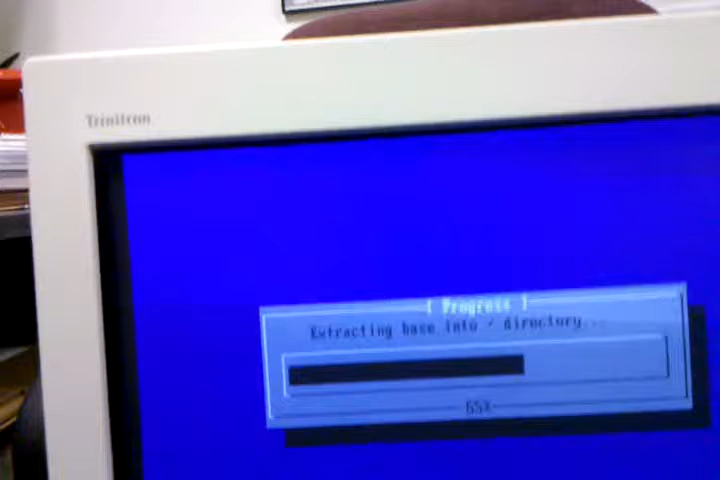 Trinitron
[ Progress ]
Extracting base into / directory...
65%